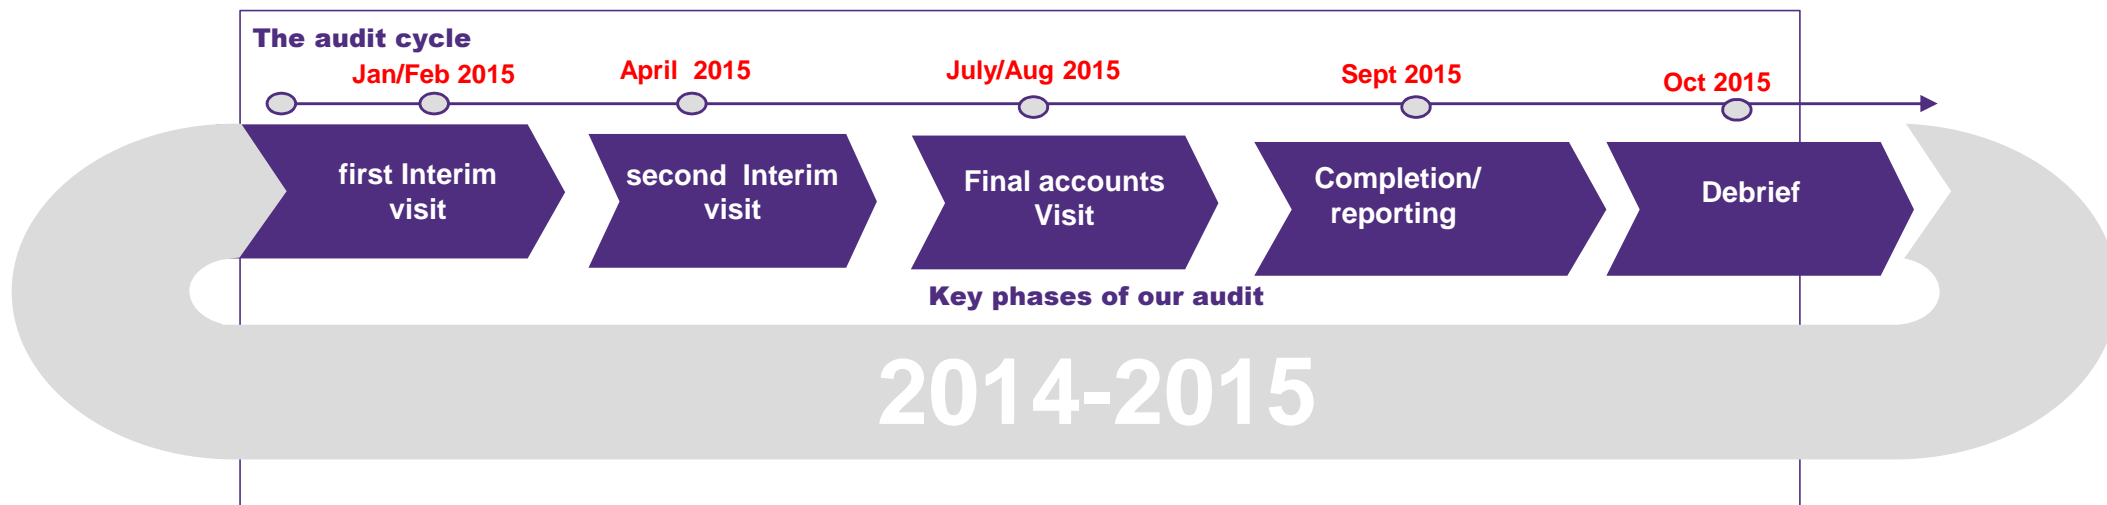 The audit cycle
Jan/Feb 2015
April 2015
July/Aug 2015
Sept 2015
Oct 2015
first Interim
visit
second Interim
visit
Final accounts
Visit
Completion/
reporting
Debrief
Key phases of our audit
2014-2015